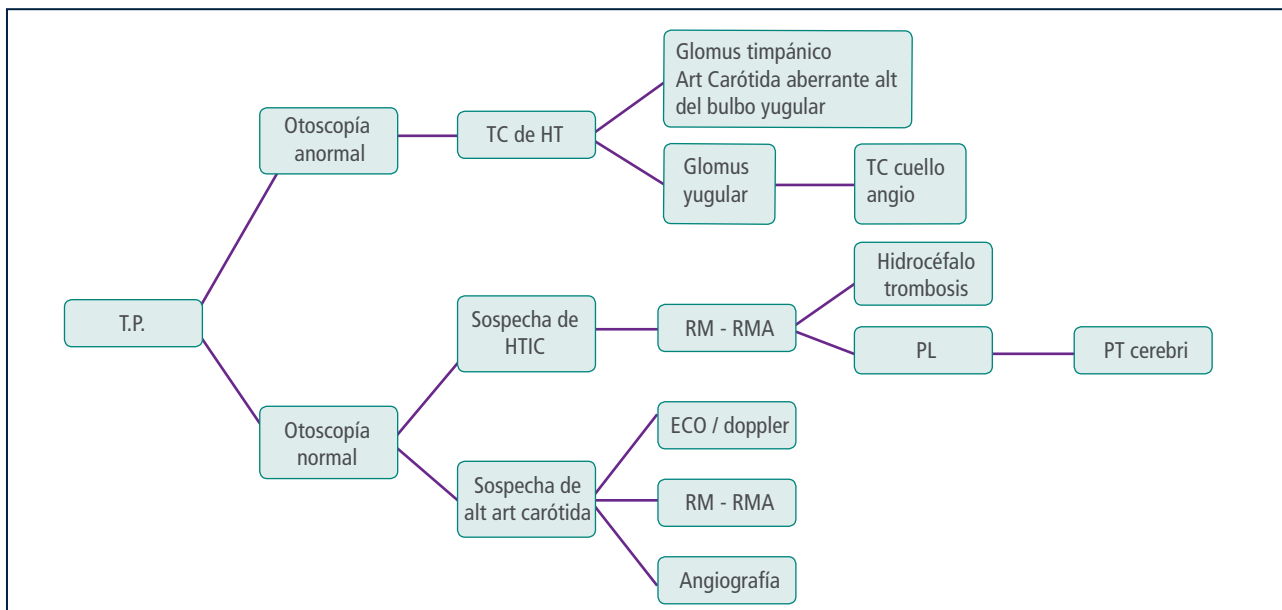 Glomus timpánico
Art Carótida aberrante alt
del bulbo yugular
Otoscopía
anormal
TC de HT
Glomus
yugular
TC cuello
angio
T.P.
Sospecha de
HTIC
RM - RMA
Hidrocéfalo
trombosis
PL
PT cerebri
Otoscopía
normal
Sospecha de
alt art carótida
ECO / doppler
RM - RMA
Angiografía